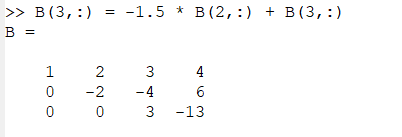 >> B(3,:) = -1.5 * B(2,:) + B(3,:)
B =
1 2 3 4
0 -2 -4 6
0 0 3 -13